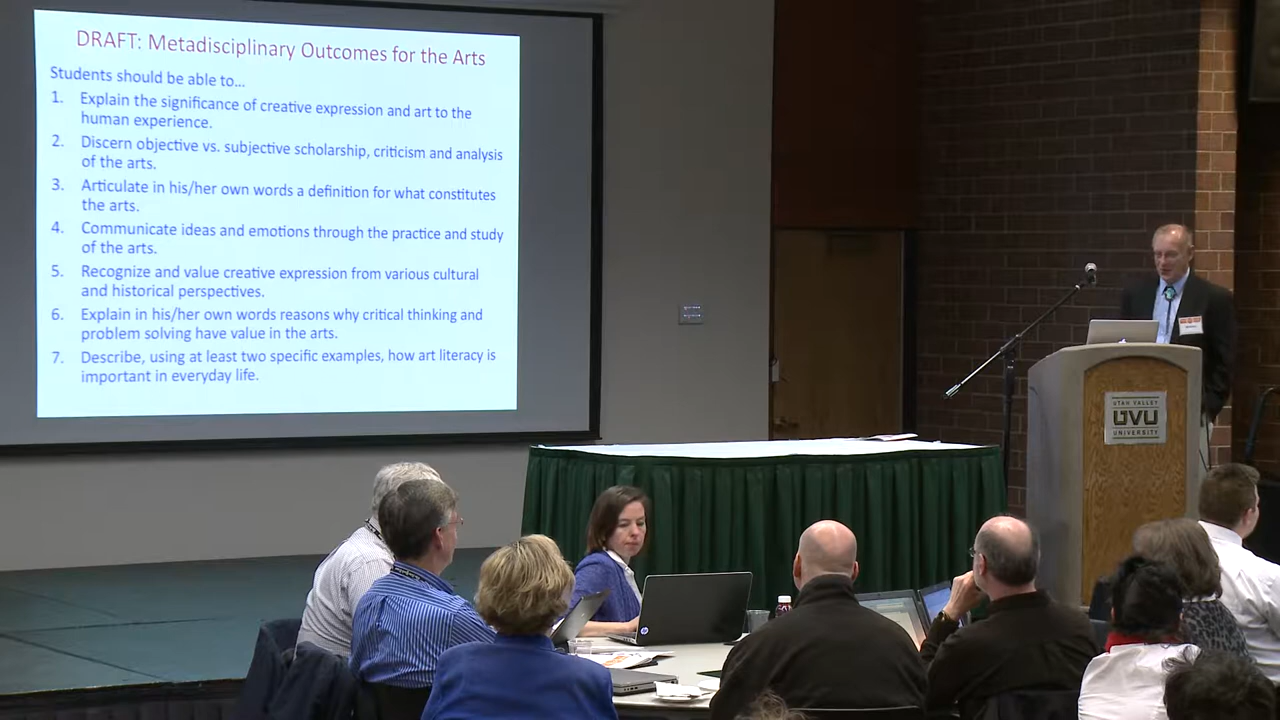 DRAFT: Metadisciplinary Outcomes for the Arts
Students should be able to...
1. Explain the significance of creative expression and art to the
human experience.
2. Discern objective vs. subjective scholarship, criticism and analysis
of the arts.
3. Articulate in his/her own words a definition for what constitutes
the arts.
4. Communicate ideas and emotions through the practice and study
of the arts.
5. Recognize and value creative expression from various cultural
and historical perspectives.
6. Explain in his/her own words reasons why critical thinking and
problem solving have value in the arts.
7. Describe, using at least two specific examples, how art literacy is
important in everyday life.
UTAH VALLEY
UVU
UNIVERSITY
hp